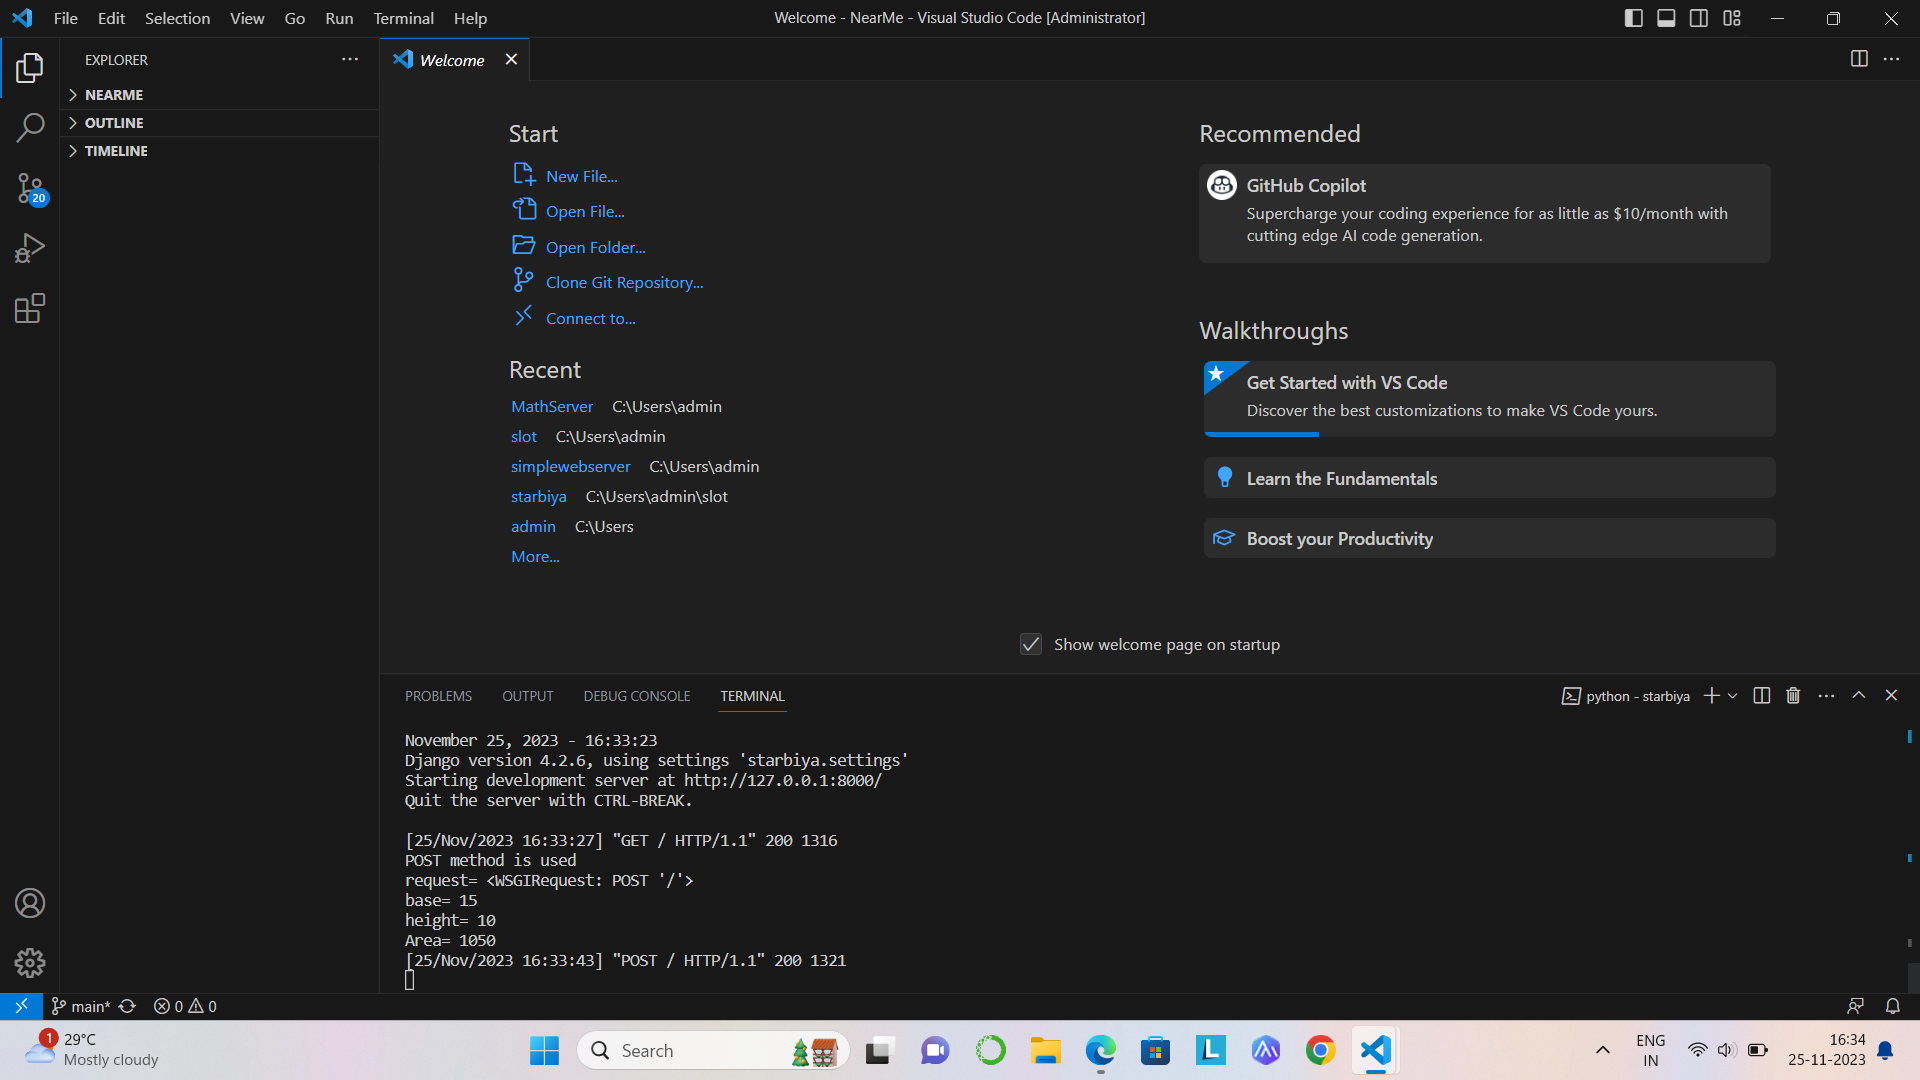 File Edit Selection View Go Run Terminal Help
Welcome - NearMe - Visual Studio Code [Administrator]
EXPLORER
NEARME
OUTLINE
TIMELINE
20
Welcome
Start
New File...
Open File...
Open Folder...
Clone Git Repository...
Connect to...
Recent
MathServer C:\Users\admin
slot C:\Users\admin
simplewebserver C:\Users\admin
starbiya C:\Users\admin\slot
admin C:\Users
More...
Recommended
GitHub Copilot
Supercharge your coding experience for as little as $10/month with
cutting edge AI code generation.
Walkthroughs
Get Started with VS Code
Discover the best customizations to make VS Code yours.
Learn the Fundamentals
Boost your Productivity
Show welcome page on startup
PROBLEMS OUTPUT DEBUG CONSOLE TERMINAL
python - starbiya
November 25, 2023 - 16:33:23
Django version 4.2.6, using settings 'starbiya.settings'
Starting development server at http://127.0.0.1:8000/
Quit the server with CTRL-BREAK.
[25/Nov/2023 16:33:27] "GET / HTTP/1.1" 200 1316
POST method is used
request= <WSGIRequest: POST '/'>
base= 15
height= 10
Area= 1050
[25/Nov/2023 16:33:43] "POST / HTTP/1.1" 200 1321
main* 0 0
1
29°C
Mostly cloudy
Search
L
ENG
IN
16:34
25-11-2023